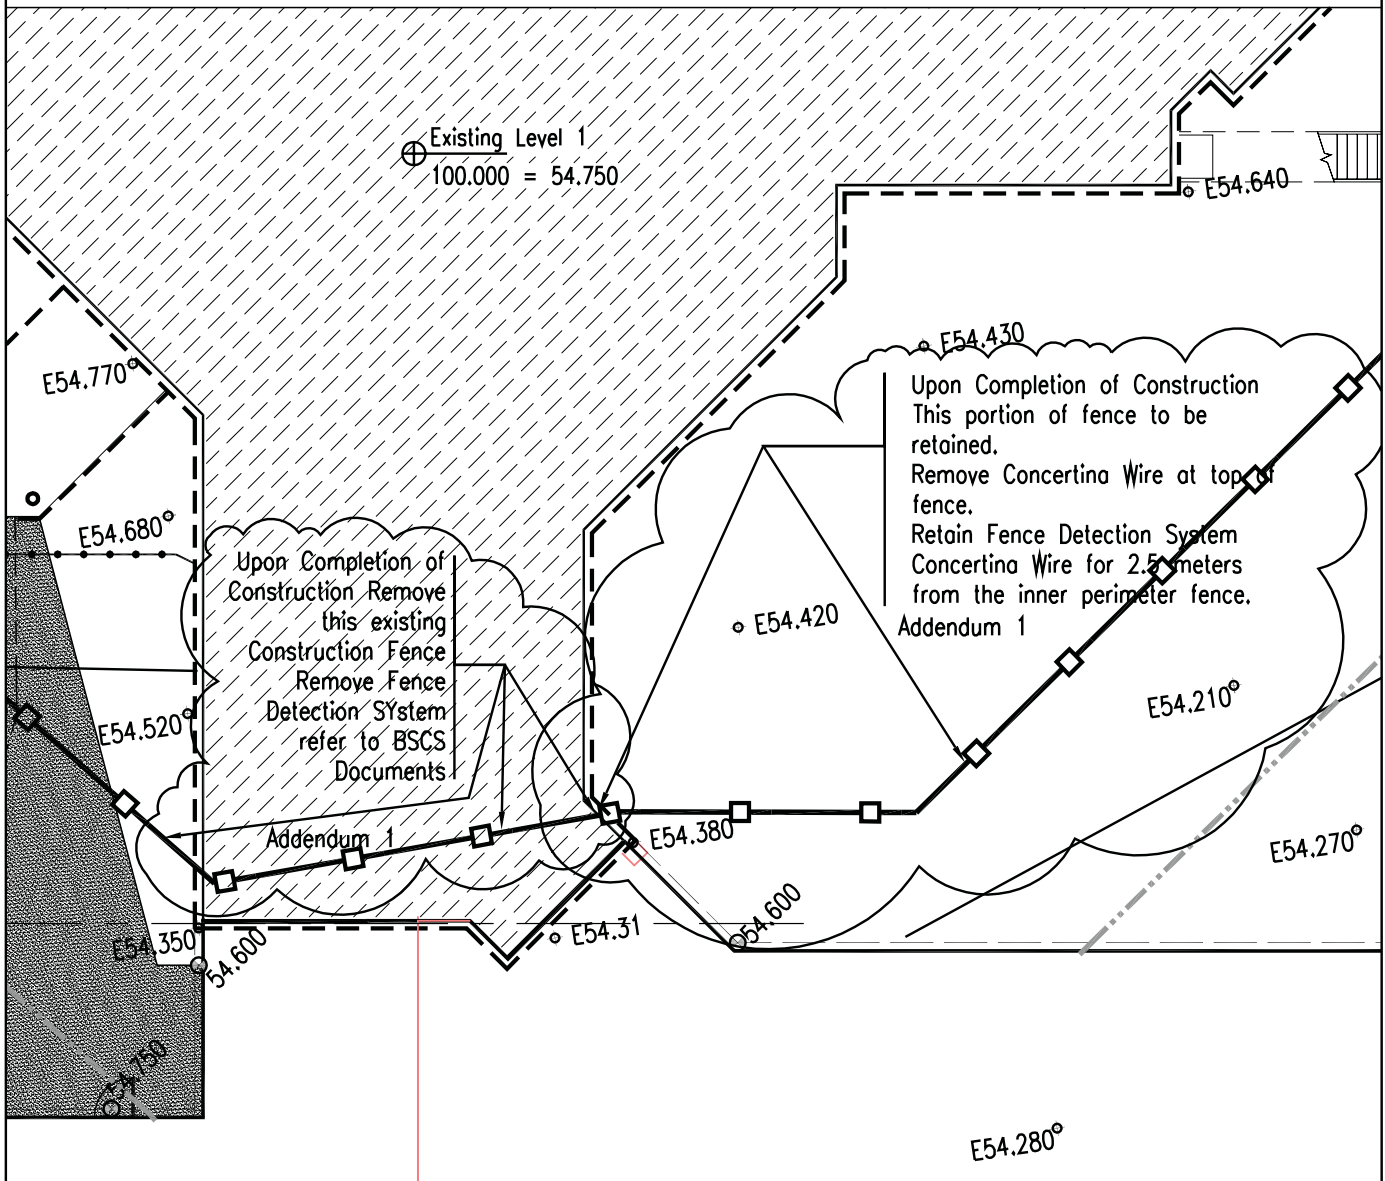 Existing Level 1
100.000 = 54.750
E54.640
E54.430
E54.770
Upon Completion of Construction
This portion of fence to be
retained.
Remove Concertina Wire at top of
fence.
Retain Fence Detection System
Concertina Wire for 2.5 meters
from the inner perimeter fence.
Addendum 1
E54.680
Upon Completion of
Construction Remove
this existing
Construction Fence
Remove Fence
Detection SYstem
refer to BSCS
Documents
Addendum 1
E54.420
E54.210
E54.520
E54.380
E54.270
E54.350
54.600
E54.31
54.600
E54.280